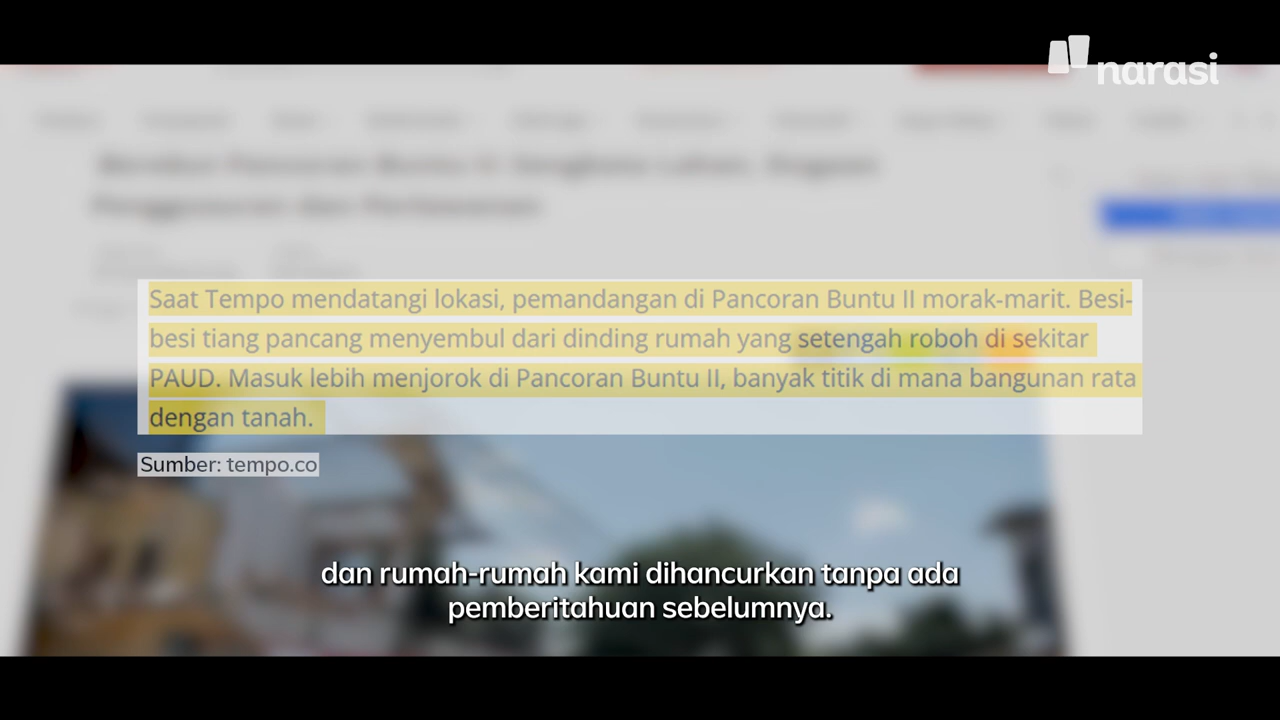 narasi
Saat Tempo mendatangi lokasi, pemandangan di Pancoran Buntu II morak-marit. Besi-
besi tiang pancang menyembul dari dinding rumah yang setengah roboh di sekitar
PAUD. Masuk lebih menjorok di Pancoran Buntu II, banyak titik di mana bangunan rata
dengan tanah.
Sumber: tempo.co
dan rumah-rumah kami dihancurkan tanpa ada
pemberitahuan sebelumnya.